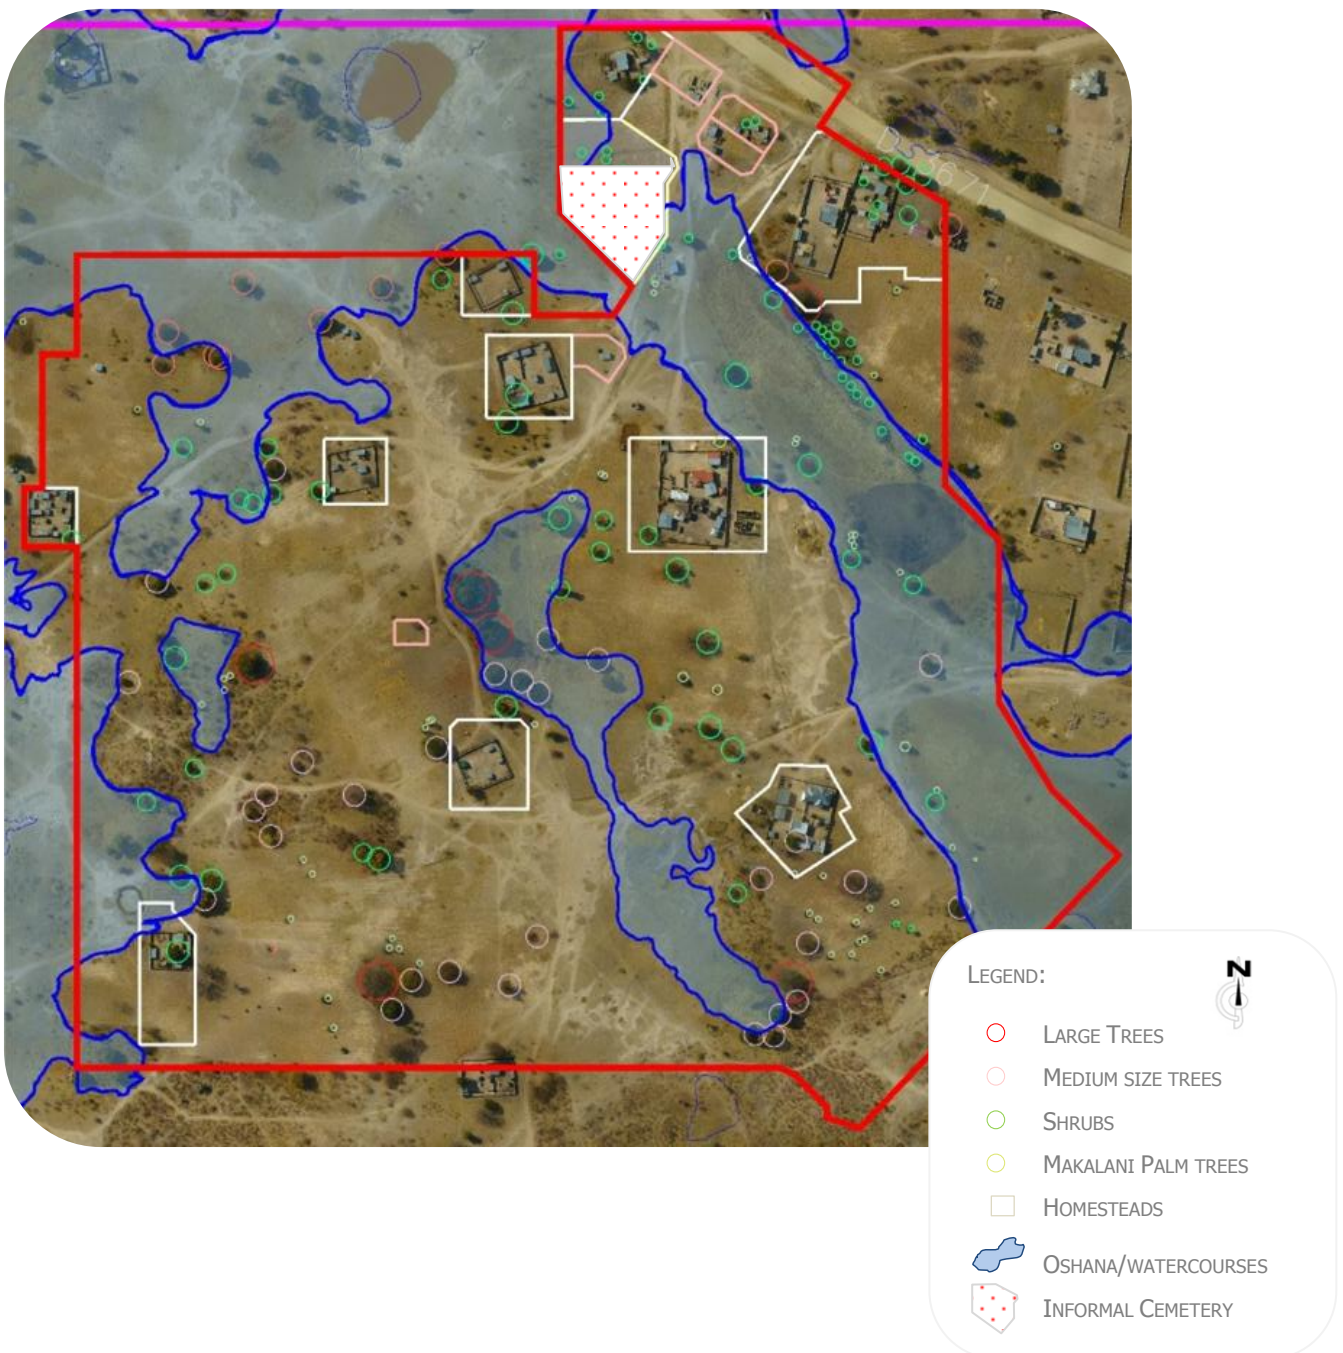 LEGEND:
N
LARGE TREES
MEDIUM SIZE TREES
SHRUBS
MAKALANI PALM TREES
HOMESTEADS
OSHANA/WATERCOURSES
INFORMAL CEMETERY